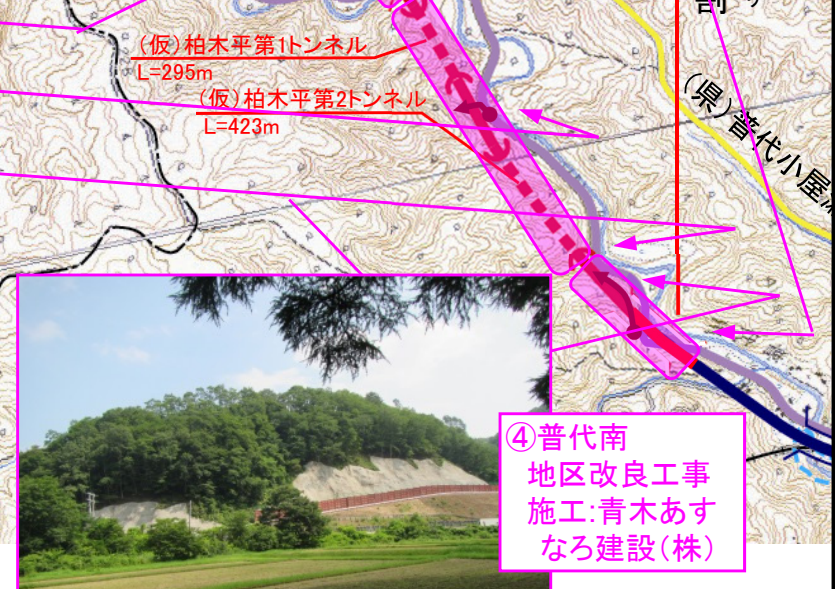 割
(仮)柏木平第1トンネル
L=295m
(仮)柏木平第2トンネル
L=423m
(県)普代小屋
④普代南
地区改良工事
施工:青木あす
なろ建設(株)